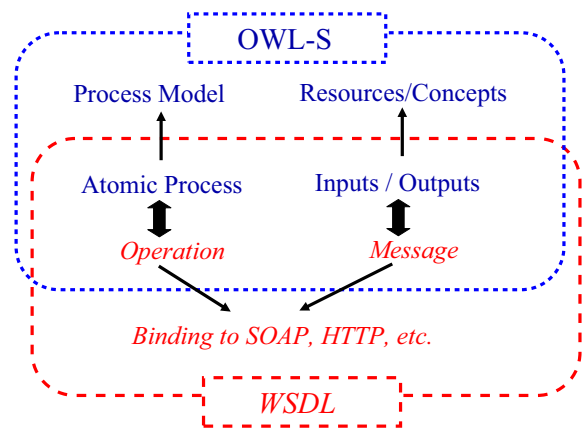 OWL-S
Process Model
Resources/Concepts
Atomic Process
Inputs / Outputs
Operation
Message
Binding to SOAP, HTTP, etc.
WSDL